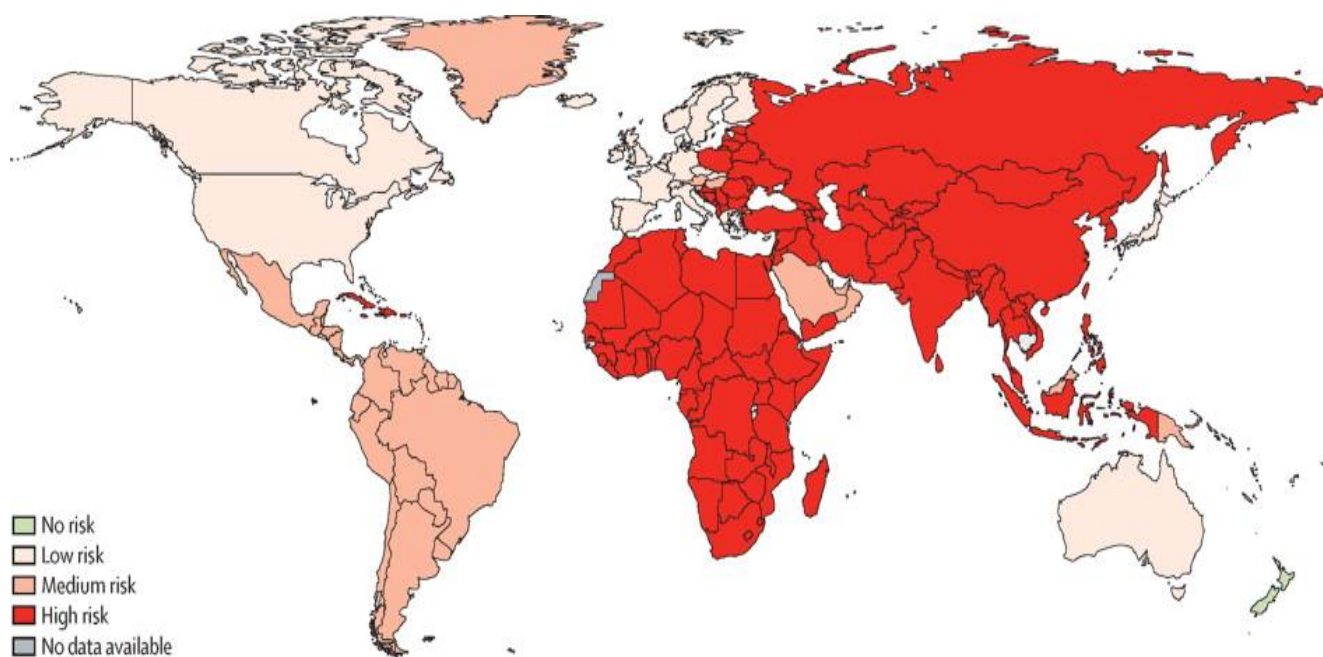 No risk
Low risk
Medium risk
High risk
No data available